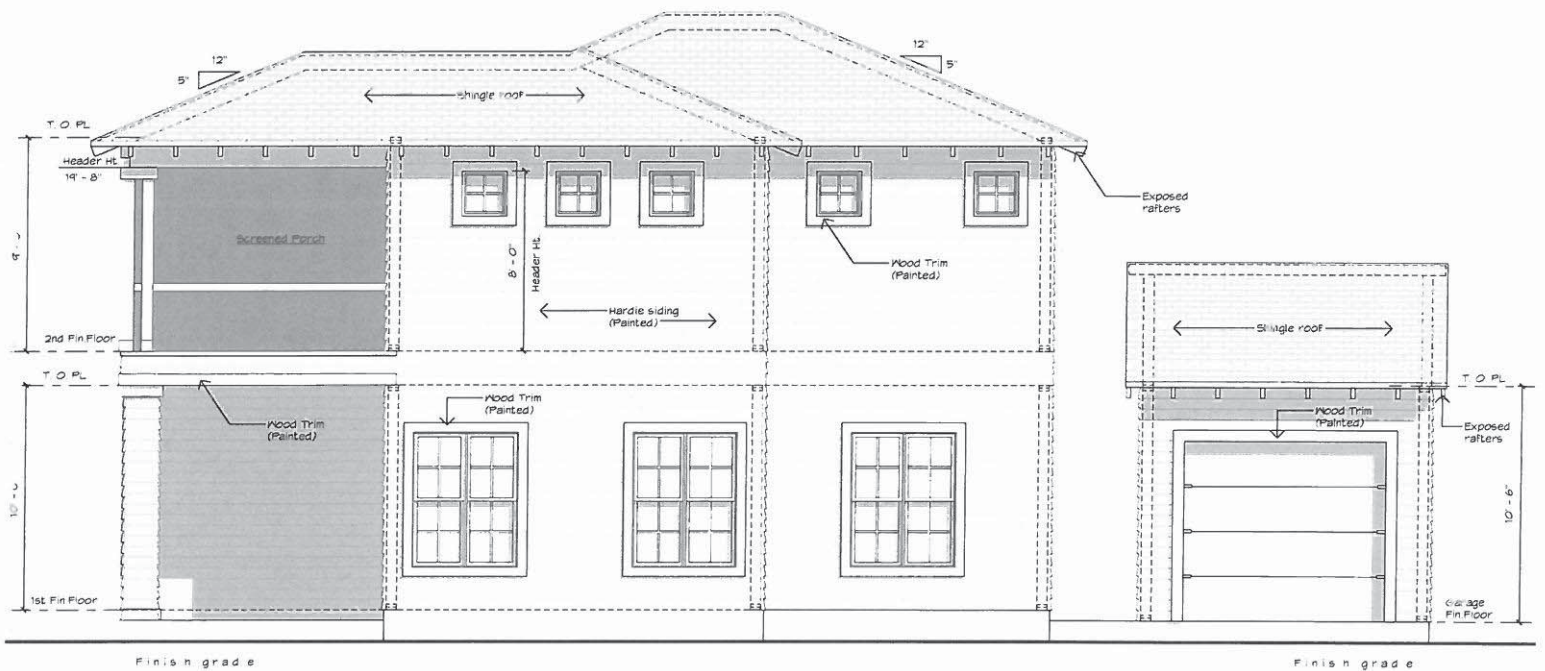 12"
5"
12"
5"
Shingle roof
T. O. PL
Header Ht
19' - 8"
Exposed
rafters
Screened Porch
8' - 0"
Header Ht.
Wood Trim
(Painted)
Hardie siding
(Painted)
Shingle roof
2nd Fin Floor
T. O. PL
T. O. PL
Wood Trim
(Painted)
Wood Trim
(Painted)
Wood Trim
(Painted)
Exposed
rafters
10' - 6"
1st Fin Floor
Garage
Fin Floor
Finish grade
Finish grade